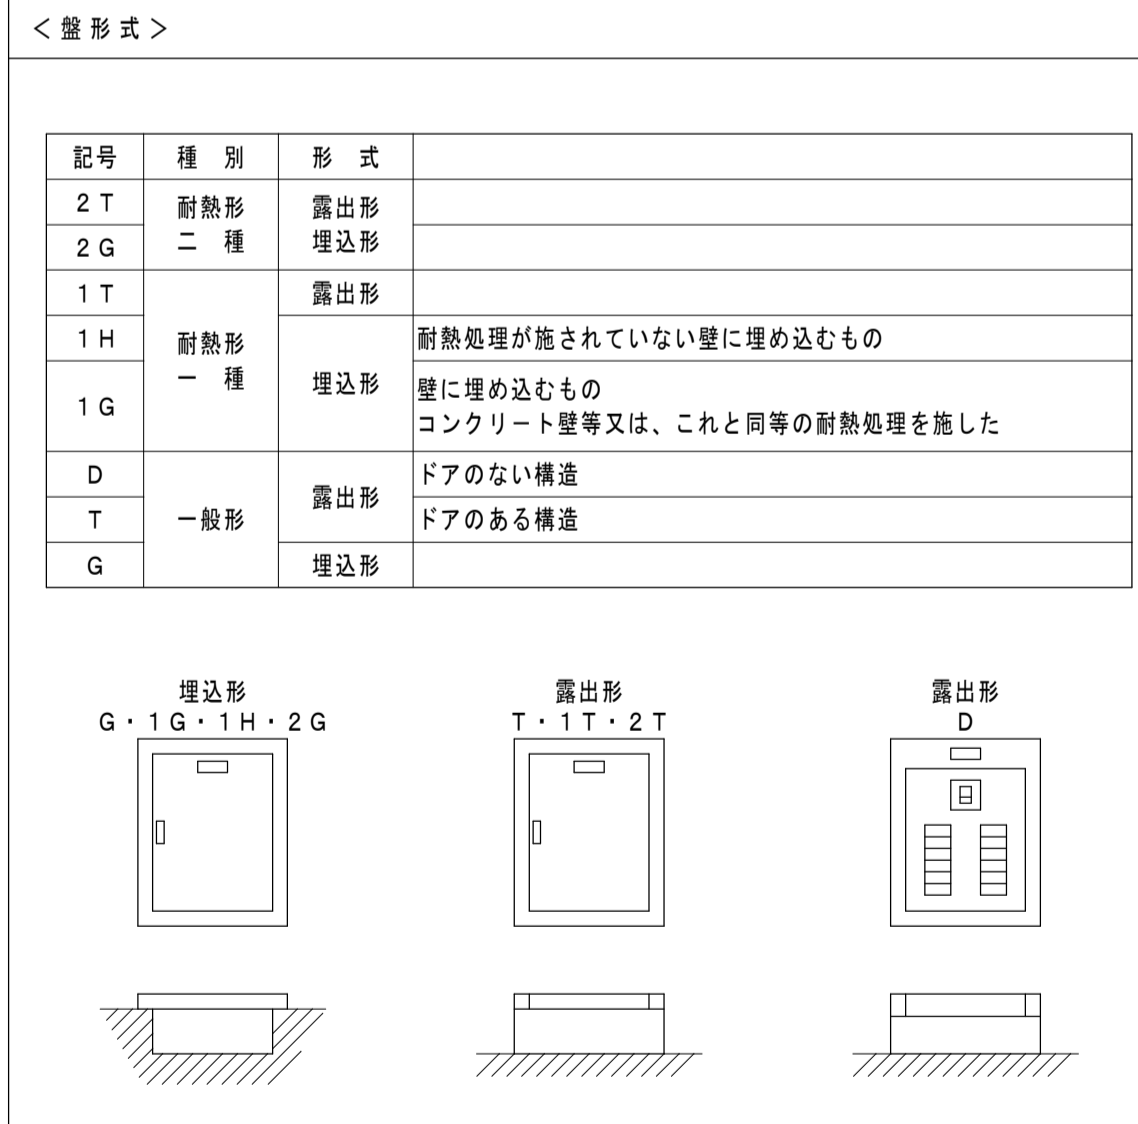 ＜盤形式＞
記号 種別 形式
2T 耐熱形 露出形
2G 二種 埋込形
1T 露出形
1H 耐熱処理が施されていない壁に埋め込むもの
耐熱形
一種 埋込形
1G 壁に埋め込むもの
コンクリート壁等又は、これと同等の耐熱処理を施した
D ドアのない構造
露出形
T 一般形 ドアのある構造
G 埋込形
埋込形
G・1G・1H・2G
露出形
T・1T・2T
露出形
D